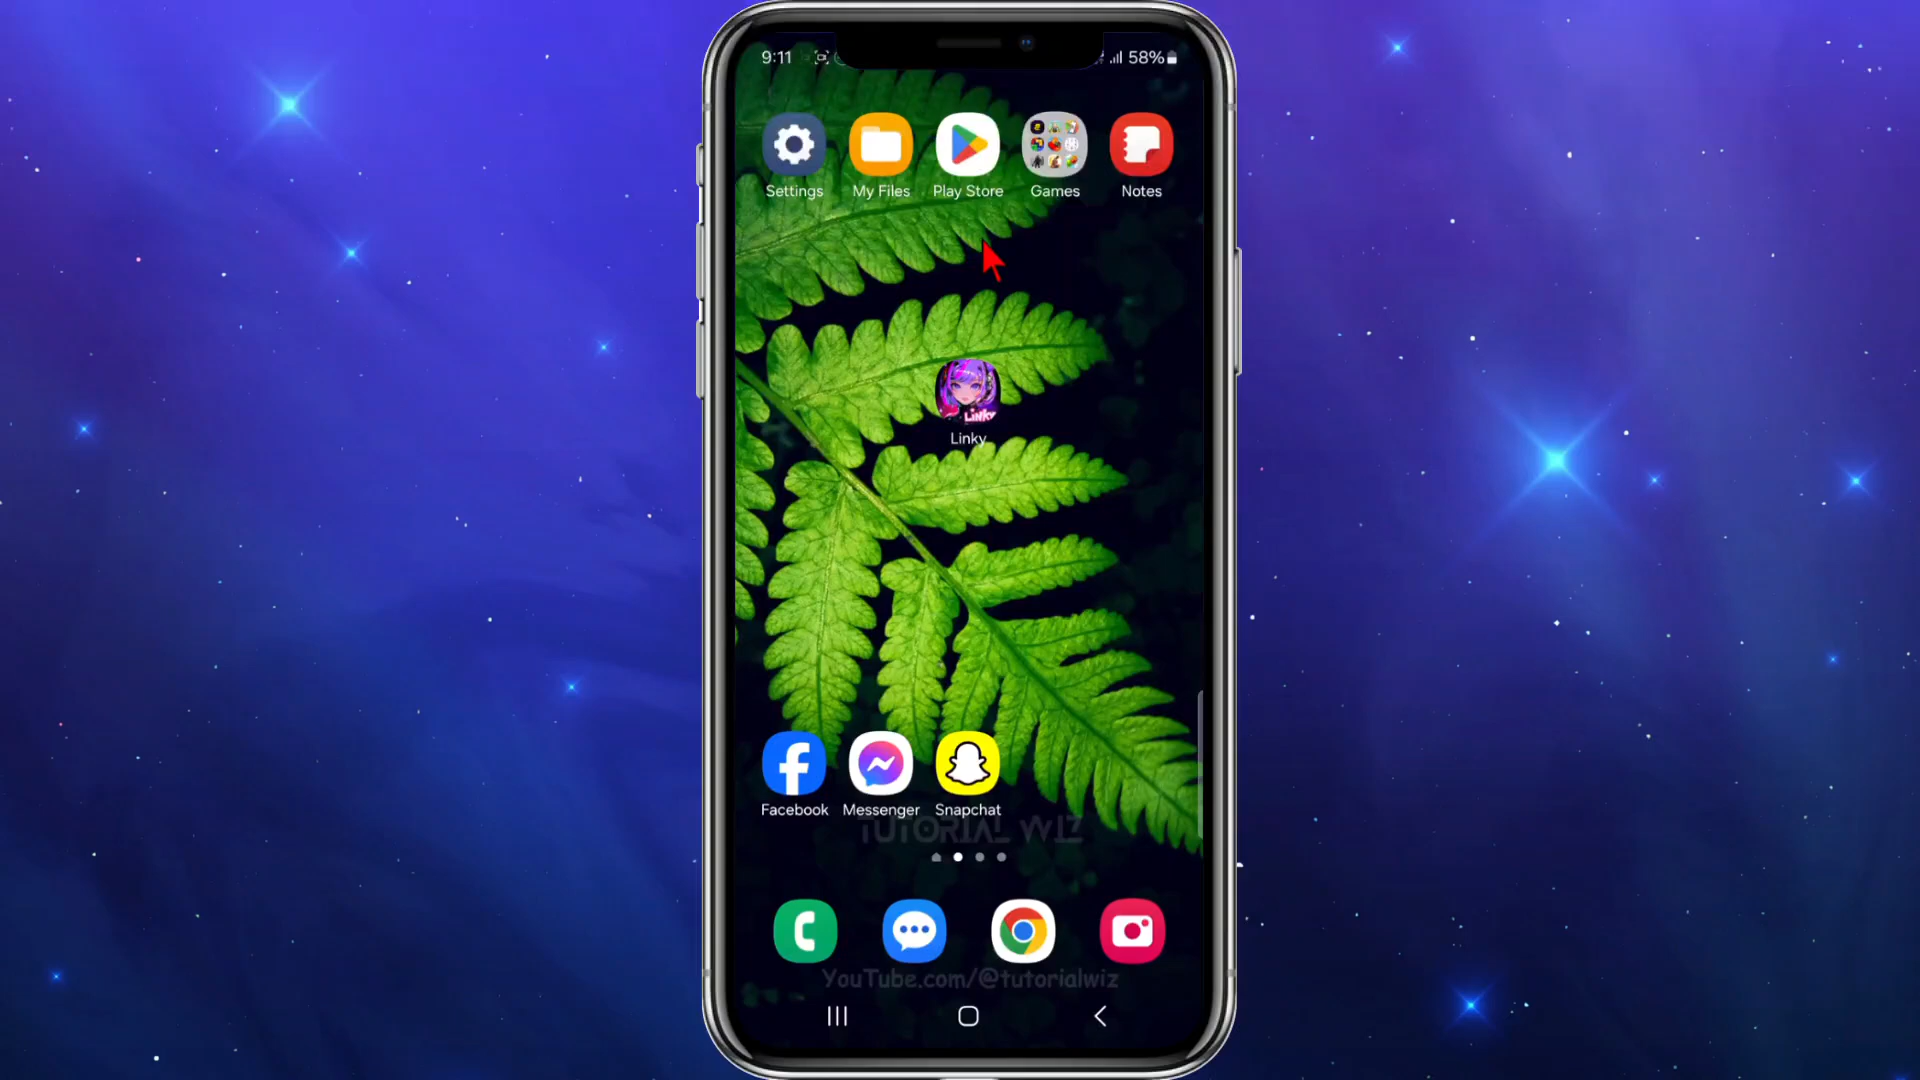 9:11 58%
Settings My Files Play Store Games Notes
LINKY
Linky
Facebook Messenger Snapchat
TUTORIAL WIZ
YouTube.com/@tutorialwiz